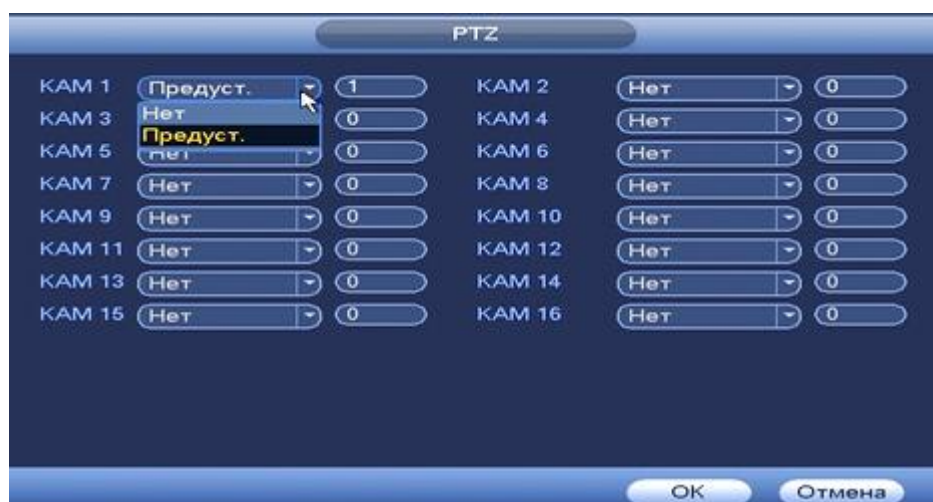 PTZ
КАМ 1 Предуст. 1 КАМ 2 Нет 0
Нет
КАМ 3 0 КАМ 4 Нет 0
Предуст.
КАМ 5 Нет 0 КАМ 6 Нет 0
КАМ 7 Нет 0 КАМ 8 Нет 0
КАМ 9 Нет 0 КАМ 10 Нет 0
КАМ 11 Нет 0 КАМ 12 Нет 0
КАМ 13 Нет 0 КАМ 14 Нет 0
КАМ 15 Нет 0 КАМ 16 Нет 0
ОК Отмена